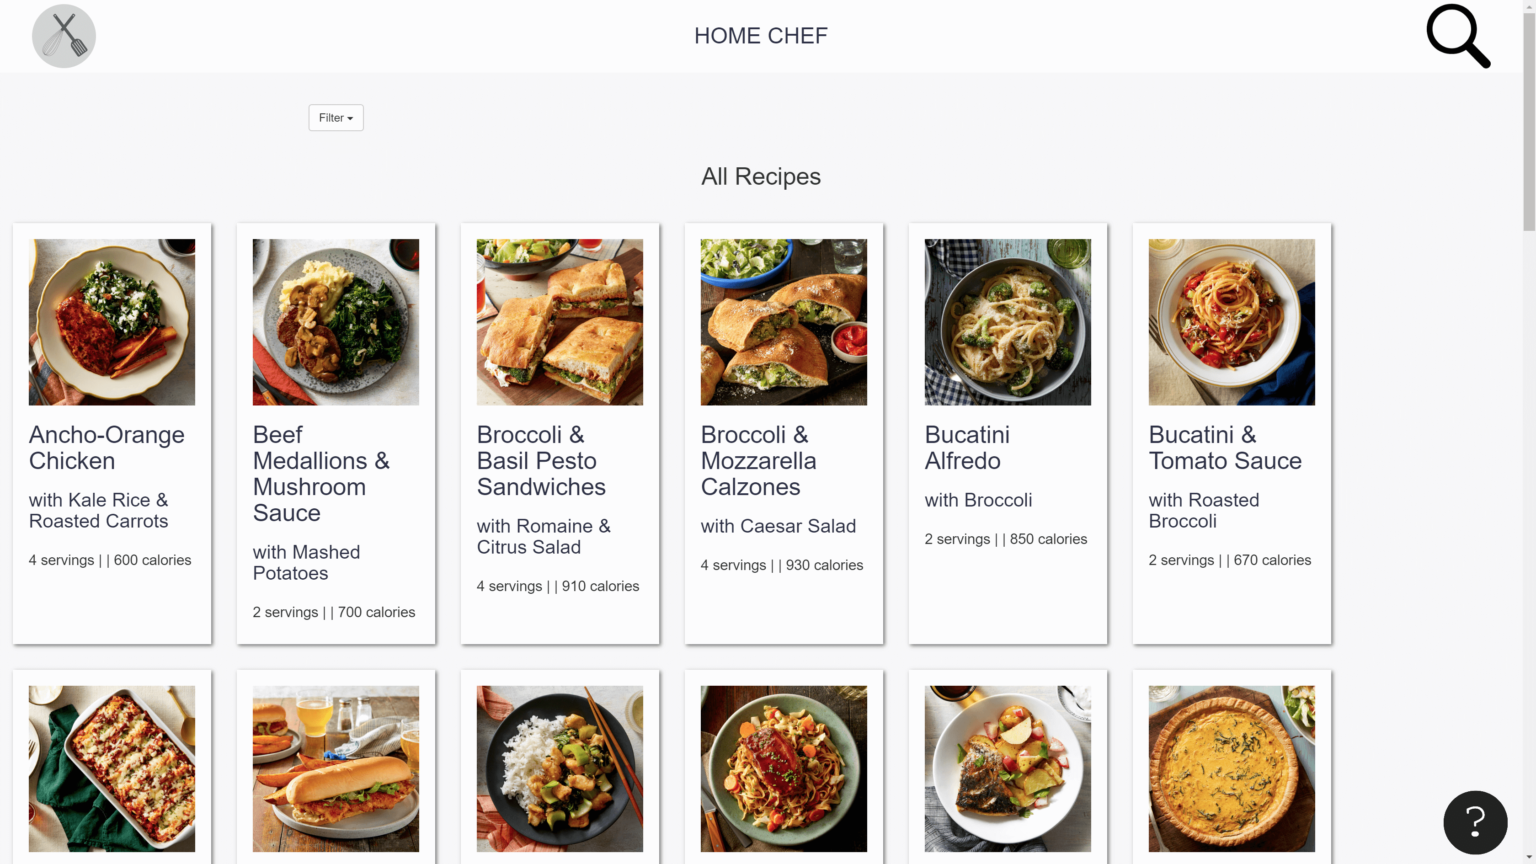 HOME CHEF
Filter
All Recipes
Ancho-Orange
Chicken
with Kale Rice &
Roasted Carrots
4 servings | | 600 calories
Beef
Medallions &
Mushroom
Sauce
with Mashed
Potatoes
2 servings | | 700 calories
Broccoli &
Basil Pesto
Sandwiches
with Romaine &
Citrus Salad
4 servings | | 910 calories
Broccoli &
Mozzarella
Calzones
with Caesar Salad
4 servings | | 930 calories
Bucatini
Alfredo
with Broccoli
2 servings | | 850 calories
Bucatini &
Tomato Sauce
with Roasted
Broccoli
2 servings | | 670 calories
?